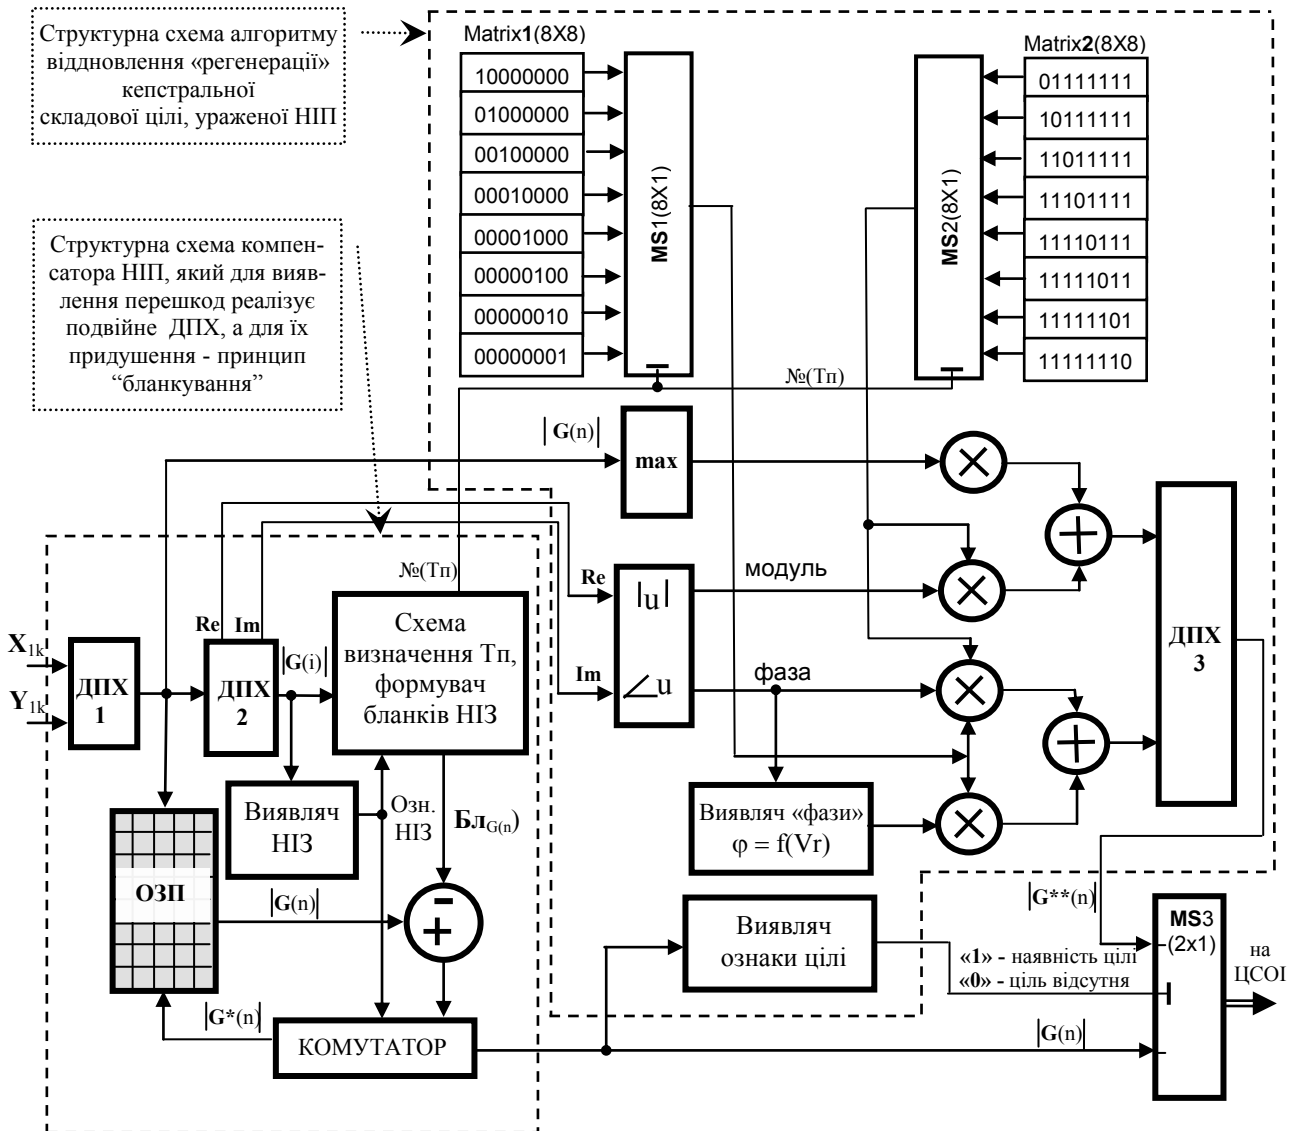 Структурна схема алгоритму
віддновлення «регенерації»
кепстральної
складової цілі, ураженої НІП
Matrix1(8X8)
10000000
01000000
00100000
00010000
00001000
00000100
00000010
00000001
MS1(8X1)
MS2(8X1)
Matrix2(8X8)
01111111
10111111
11011111
11101111
11110111
11111011
11111101
11111110
Структурна схема компен-
сатора НІП, який для вияв-
лення перешкод реалізує
подвійне ДПХ, а для їх
придушення - принцип
“бланкування”
№(Тп)
|G(n)|
max
№(Тп)
Re
Im
Re
Im
|u|
∠u
модуль
фаза
X1k
Y1k
ДПХ
1
ДПХ
2
|G(i)|
Схема
визначення Тп,
формувач
бланків НІЗ
ДПХ
3
Виявляч
НІЗ
Озн.
НІЗ
БлG(n)
Виявляч «фази»
φ = f(Vr)
ОЗП
|G(n)|
-
+
Виявляч
ознаки цілі
|G**(n)|
MS3
(2x1)
«1» - наявність цілі
«0» - ціль відсутня
на
ЦСОІ
|G*(n)|
КОМУТАТОР
|G(n)|